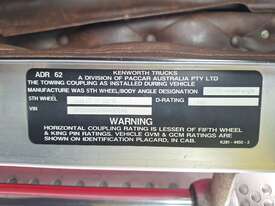 ADR 62
KENWORTH TRUCKS
A DIVISION OF PACCAR AUSTRALIA PTY LTD
THE TOWING COUPLING AS INSTALLED DURING VEHICLE
MANUFACTURE WAS 5TH WHEEL/BODY ANGLE DESIGNATION
5TH WHEEL D-RATING
VIN
WARNING
HORIZONTAL COUPLING RATING IS LESSER OF FIFTH WHEEL
& KING PIN RATINGS. VEHICLE GVM & GCM RATINGS ARE
SHOWN ON IDENTIFICATION PLACARD, IN CAB.